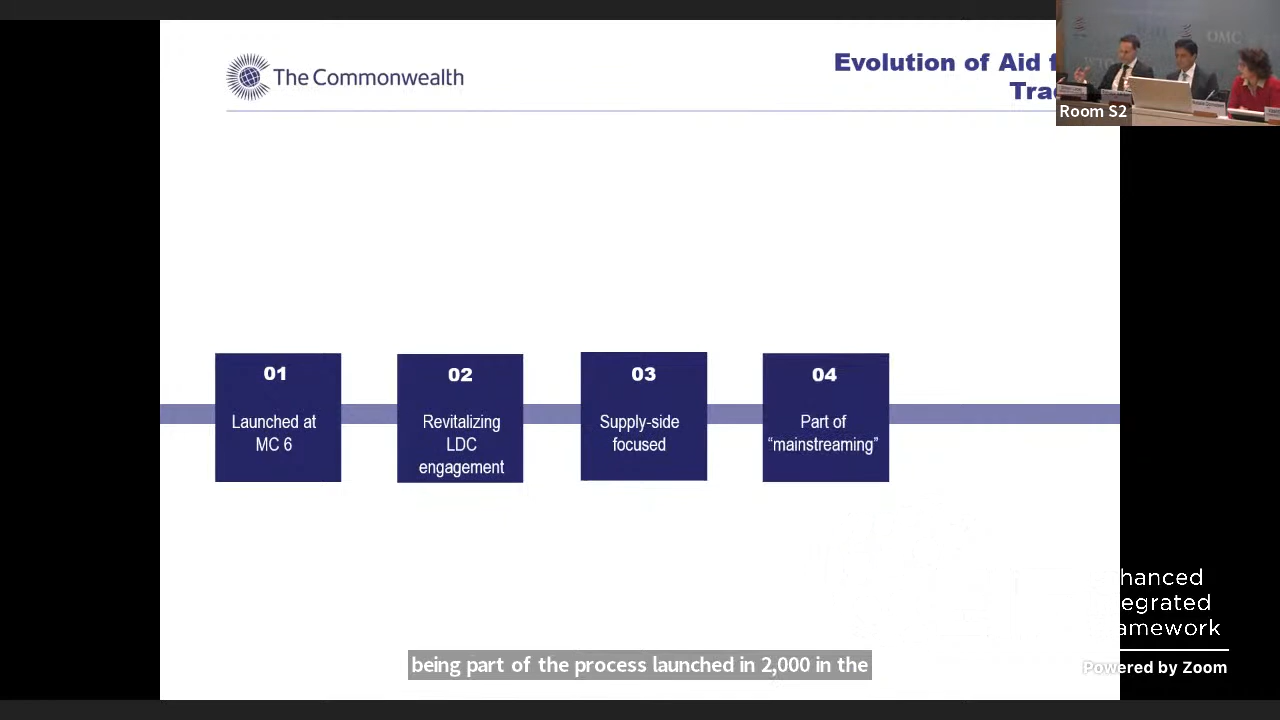 The Commonwealth
Evolution of Aid f
Tra
OMC
Room S2
01
Launched at
MC 6
02
Revitalizing
LDC
engagement
03
Supply-side
focused
04
Part of
“mainstreaming”
hanced
egrated
amework
Powered by Zoom
being part of the process launched in 2,000 in the